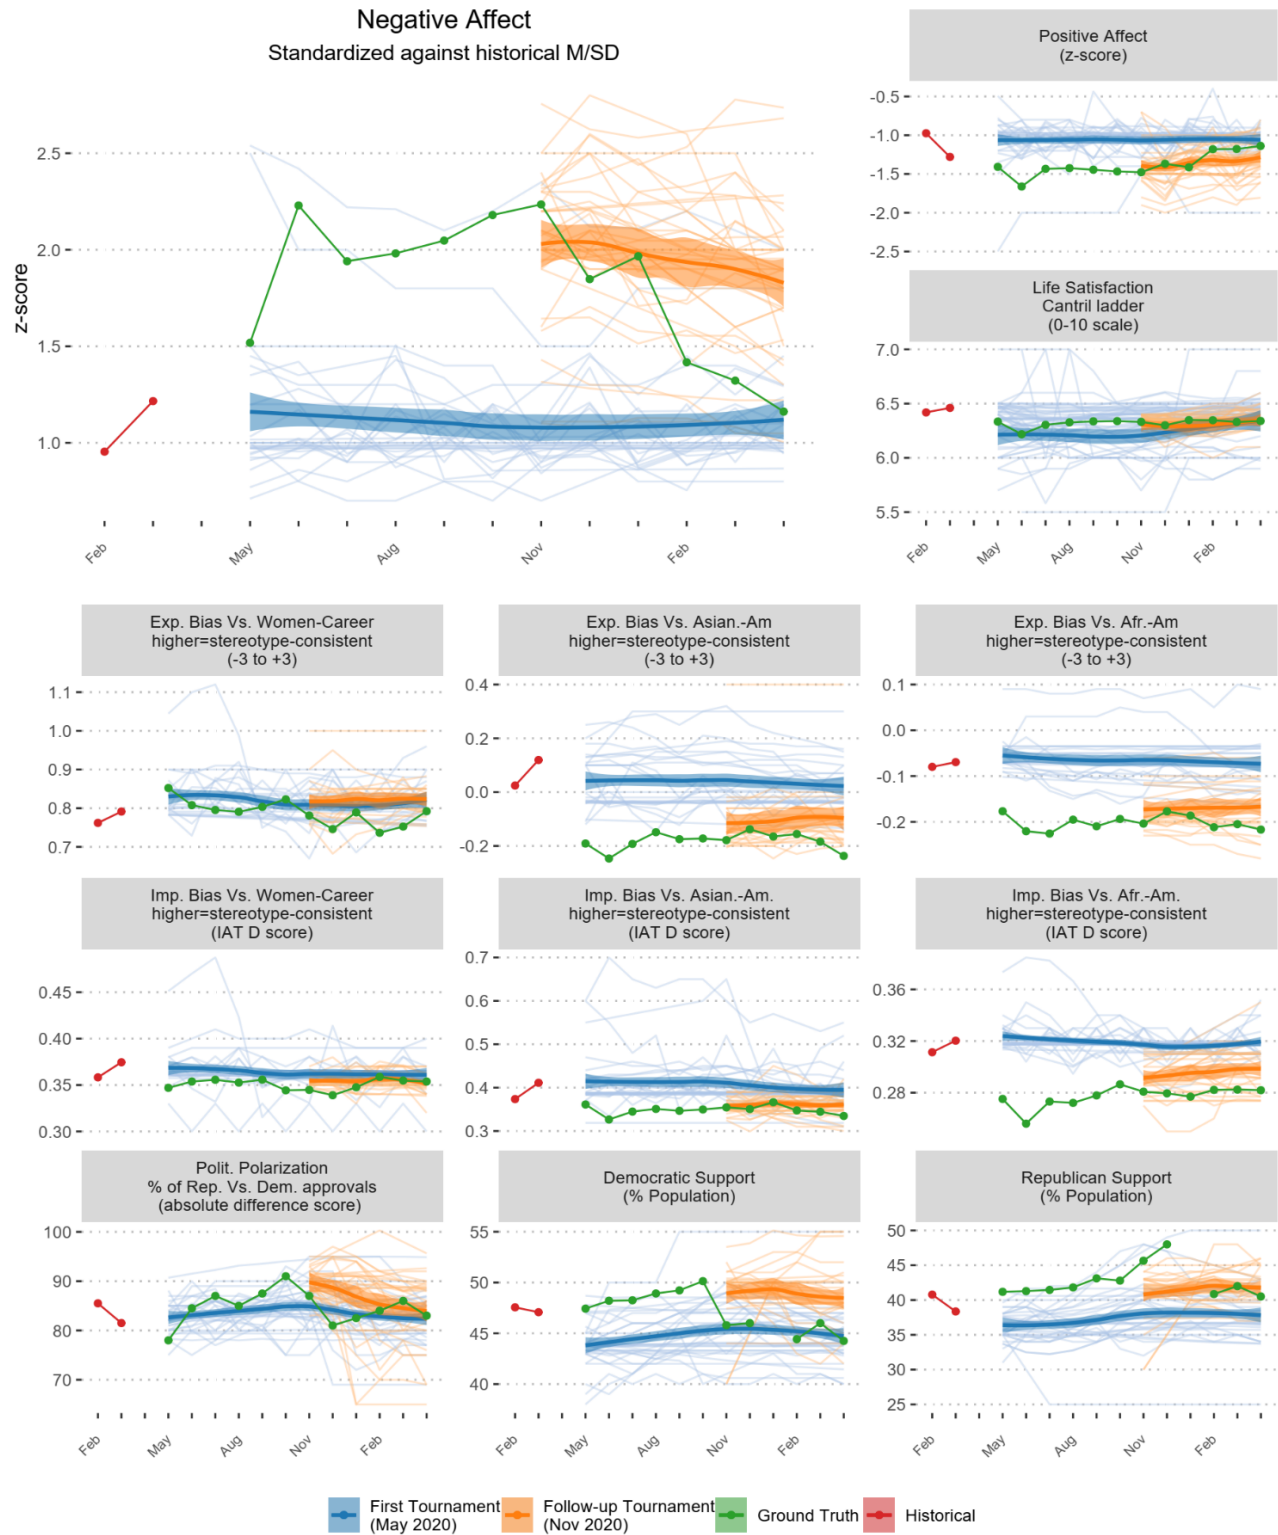 Negative Affect
Standardized against historical M/SD
z-score
2.5
2.0
1.5
1.0
Feb
May
Aug
Nov
Feb
Positive Affect
(z-score)
-0.5
-1.0
-1.5
-2.0
-2.5
Life Satisfaction
Cantril ladder
(0-10 scale)
7.0
6.5
6.0
5.5
Feb
May
Aug
Nov
Feb
Exp. Bias Vs. Women-Career
higher=stereotype-consistent
(-3 to +3)
1.1
1.0
0.9
0.8
0.7
Exp. Bias Vs. Asian.-Am
higher=stereotype-consistent
(-3 to +3)
0.4
0.2
0.0
-0.2
Exp. Bias Vs. Afr.-Am
higher=stereotype-consistent
(-3 to +3)
0.1
0.0
-0.1
-0.2
Imp. Bias Vs. Women-Career
higher=stereotype-consistent
(IAT D score)
0.45
0.40
0.35
0.30
Imp. Bias Vs. Asian.-Am.
higher=stereotype-consistent
(IAT D score)
0.7
0.6
0.5
0.4
0.3
Imp. Bias Vs. Afr.-Am.
higher=stereotype-consistent
(IAT D score)
0.36
0.32
0.28
Polit. Polarization
% of Rep. Vs. Dem. approvals
(absolute difference score)
100
90
80
70
Feb
May
Aug
Nov
Feb
Democratic Support
(% Population)
55
50
45
40
Feb
May
Aug
Nov
Feb
Republican Support
(% Population)
50
45
40
35
30
25
Feb
May
Aug
Nov
Feb
First Tournament
(May 2020)
Follow-up Tournament
(Nov 2020)
Ground Truth
Historical